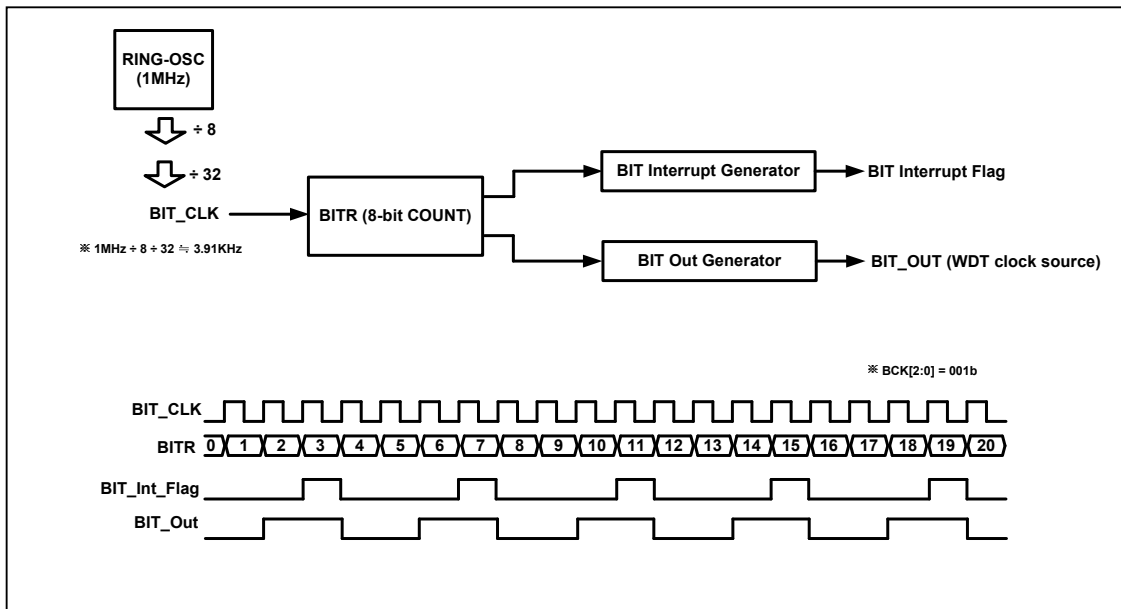 RING-OSC
(1MHz)
÷ 8
÷ 32
BIT_CLK
※ 1MHz ÷ 8 ÷ 32 ≒ 3.91KHz
BITR (8-bit COUNT)
BIT Interrupt Generator
BIT Interrupt Flag
BIT Out Generator
BIT_OUT (WDT clock source)
※ BCK[2:0] = 001b
BIT_CLK
BITR 0 1 2 3 4 5 6 7 8 9 10 11 12 13 14 15 16 17 18 19 20
BIT_Int_Flag
BIT_Out